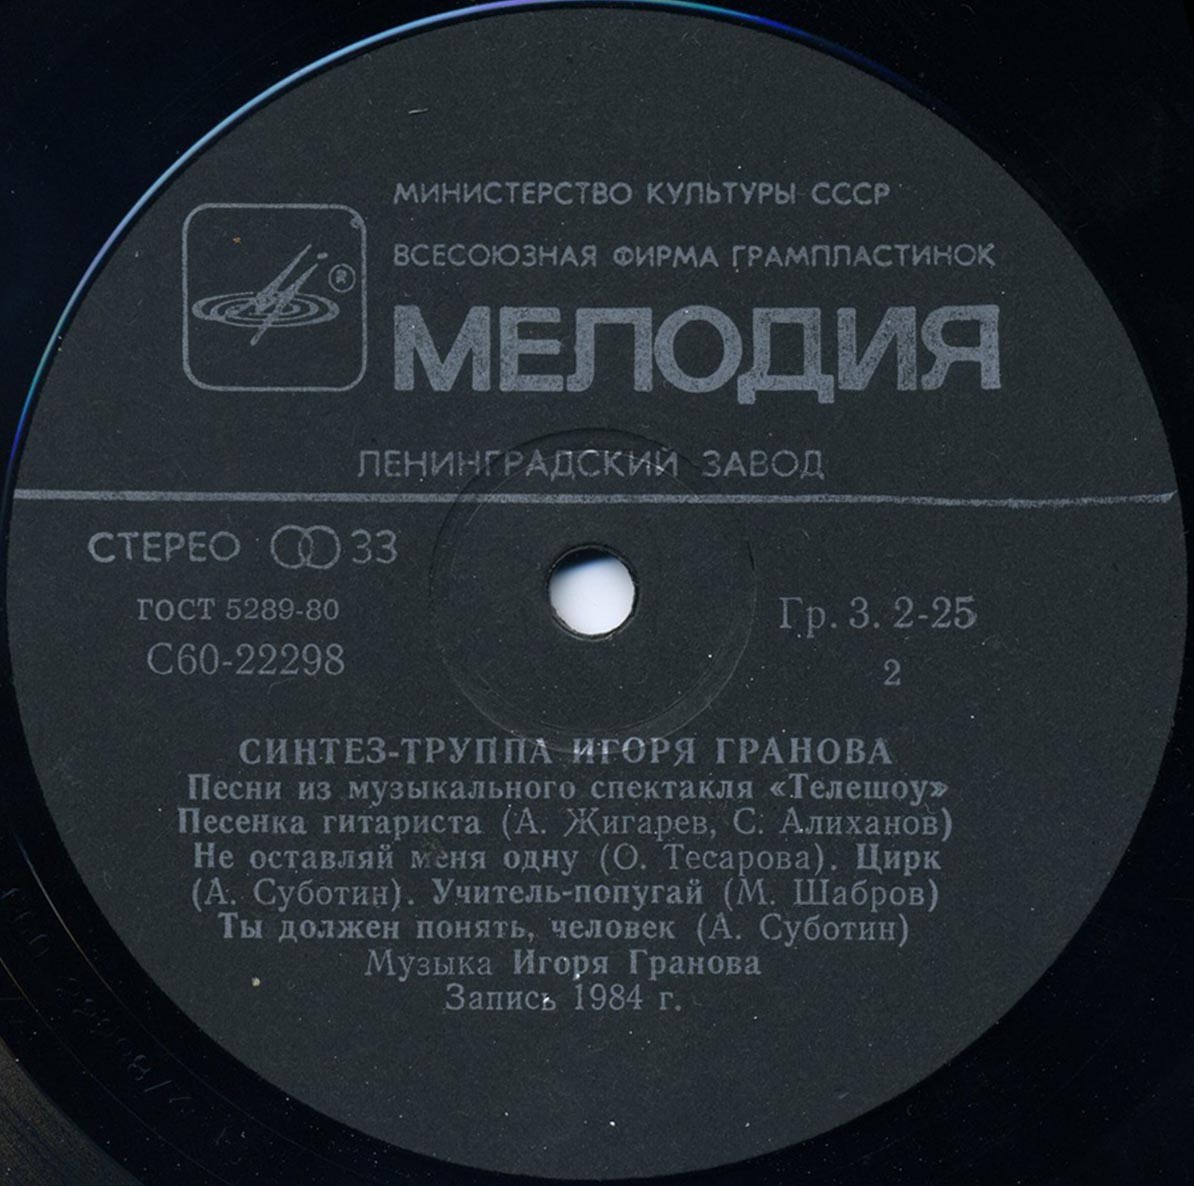 МИНИСТЕРСТВО КУЛЬТУРЫ СССР
ВСЕСОЮЗНАЯ ФИРМА ГРАМПЛАСТИНОК
®
МЕЛОДИЯ
ЛЕНИНГРАДСКИЙ ЗАВОД
СТЕРЕО 33
ГОСТ 5289-80
С60-22298
Гр. 3. 2-25
2
СИНТЕЗ-ТРУППА ИГОРЯ ГРАНОВА
Песни из музыкального спектакля «Телешоу»
Песенка гитариста (А. Жигарев, С. Алиханов)
Не оставляй меня одну (О. Тесарова). Цирк
(А. Суботин). Учитель-попугай (М. Шабров)
Ты должен понять, человек (А. Суботин)
Музыка Игоря Гранова
Запись 1984 г.